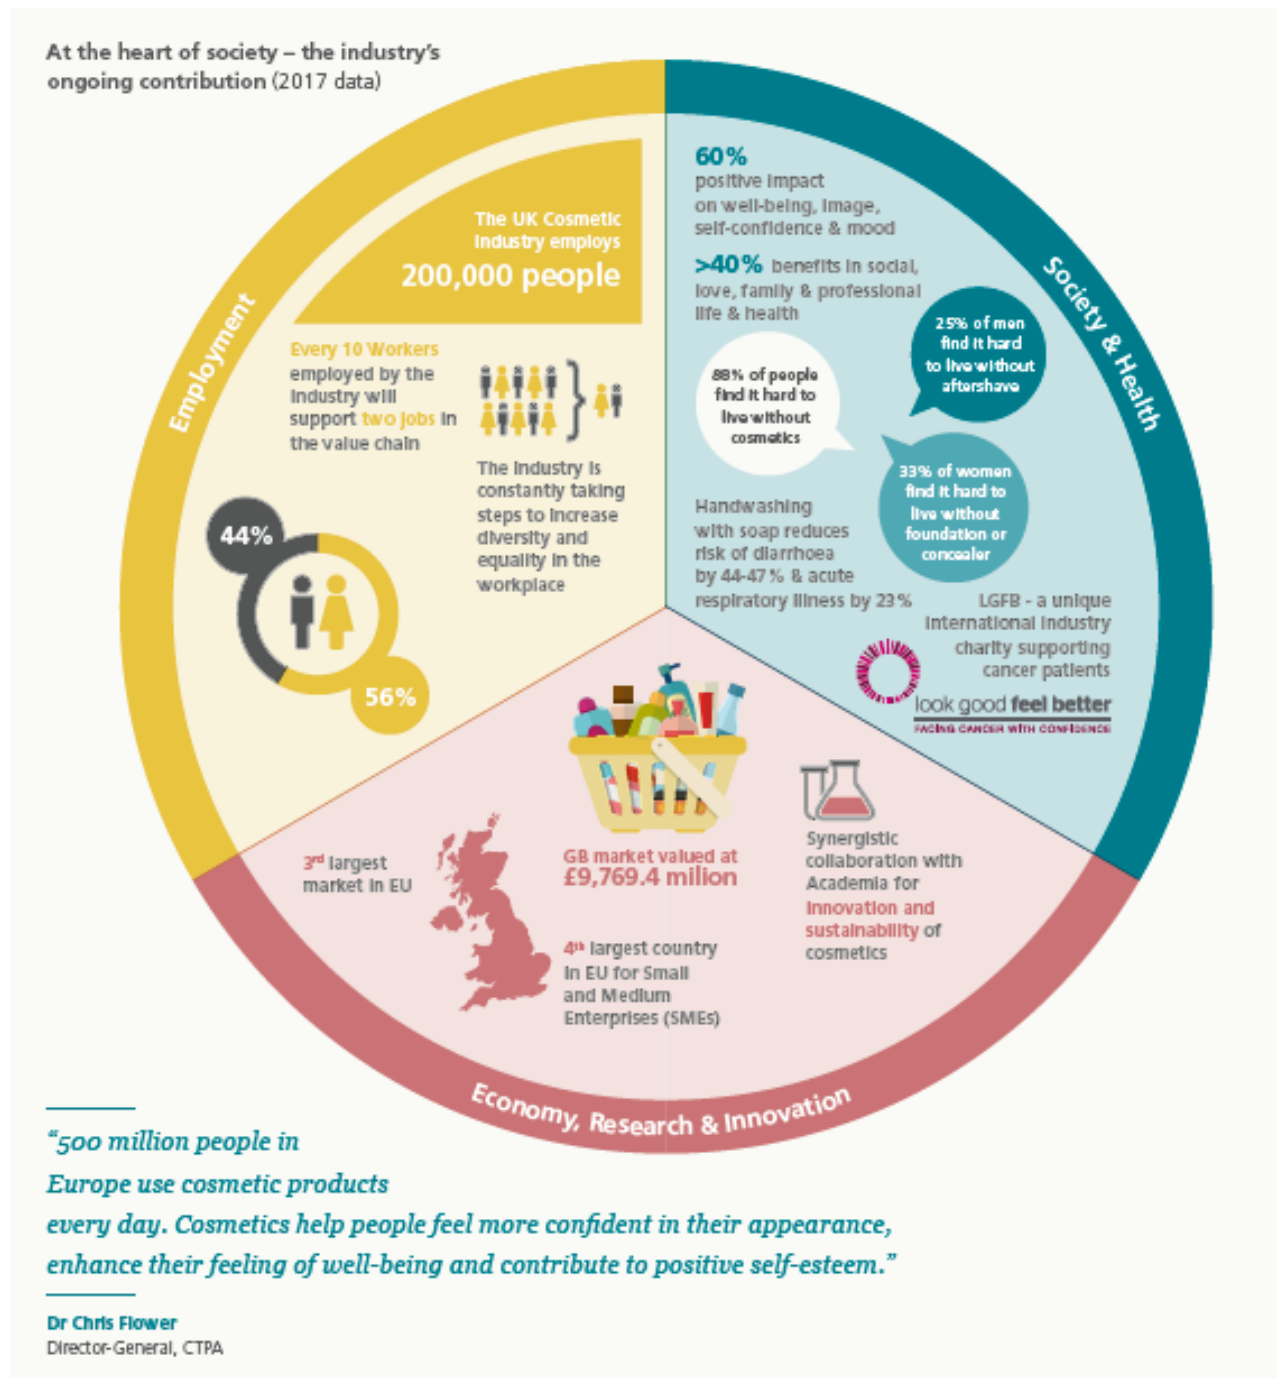 At the heart of society – the industry's
ongoing contribution (2017 data)
Employment
The UK Cosmetic
Industry employs
200,000 people
Every 10 Workers
employed by the
Industry will
support two jobs in
the value chain
The Industry is
constantly taking
steps to increase
diversity and
equality in the
workplace
44%
56%
Society & Health
60%
positive impact
on well-being, image,
self-confidence & mood
>40% benefits in social,
love, family & professional
life & health
25% of men
find it hard
to live without
aftershave
88% of people
find it hard to
live without
cosmetics
33% of women
find it hard to
live without
foundation or
concealer
Handwashing
with soap reduces
risk of diarrhoea
by 44-47% & acute
respiratory illness by 23%
LGFB - a unique
international industry
charity supporting
cancer patients
look good feel better
FACING CANCER WITH CONFIDENCE
3rd largest
market in EU
GB market valued at
£9,769.4 milion
4th largest country
in EU for Small
and Medium
Enterprises (SMEs)
Synergistic
collaboration with
Academia for
innovation and
sustainability of
cosmetics
Economy, Research & Innovation
“500 million people in
Europe use cosmetic products
every day. Cosmetics help people feel more confident in their appearance,
enhance their feeling of well-being and contribute to positive self-esteem.”
Dr Chris Flower
Director-General, CTPA